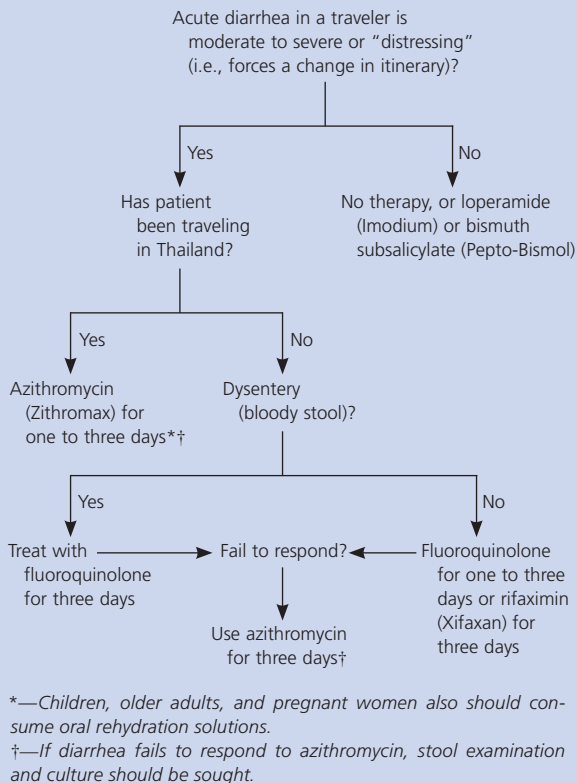 Acute diarrhea in a traveler is
moderate to severe or “distressing”
(i.e., forces a change in itinerary)?
Yes
No
Has patient
been traveling
in Thailand?
No therapy, or loperamide
(Imodium) or bismuth
subsalicylate (Pepto-Bismol)
Yes
No
Azithromycin
(Zithromax) for
one to three days*†
Dysentery
(bloody stool)?
Yes
No
Treat with
fluoroquinolone
for three days
Fail to respond?
Fluoroquinolone
for one to three
days or rifaximin
(Xifaxan) for
three days
Use azithromycin
for three days†
*—Children, older adults, and pregnant women also should con-
sume oral rehydration solutions.
†—If diarrhea fails to respond to azithromycin, stool examination
and culture should be sought.